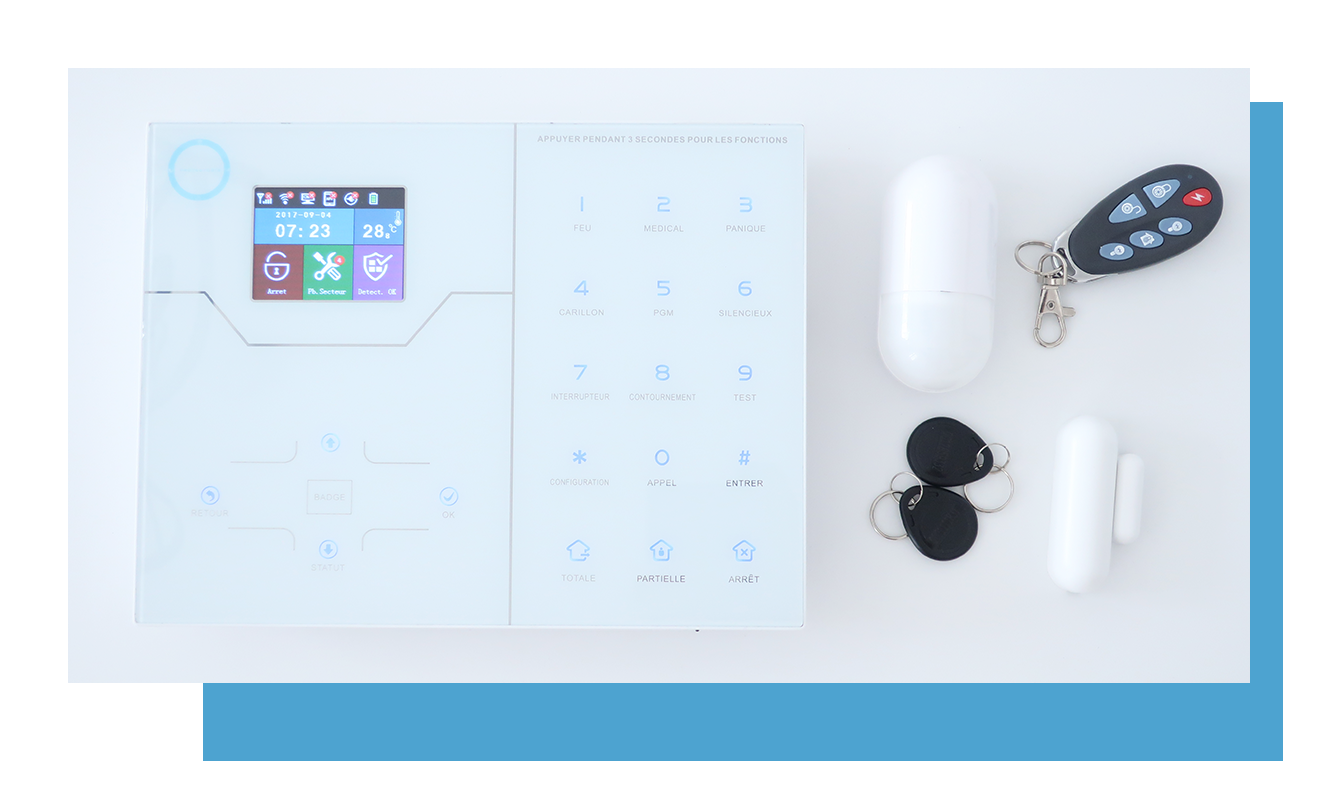 APPUYER PENDANT 3 SECONDES POUR LES FONCTIONS
2017-09-04
07:23
28 °C
Arret
Pb.Secteur
Detect. OK
1 2 3
FEU MEDICAL PANIQUE
4 5 6
CARILLON PGM SILENCIEUX
7 8 9
INTERRUPTEUR CONTOURNEMENT TEST
* 0 #
CONFIGURATION APPEL ENTRER
TOTALE PARTIELLE ARRÊT
RETOUR
BADGE
OK
STATUT